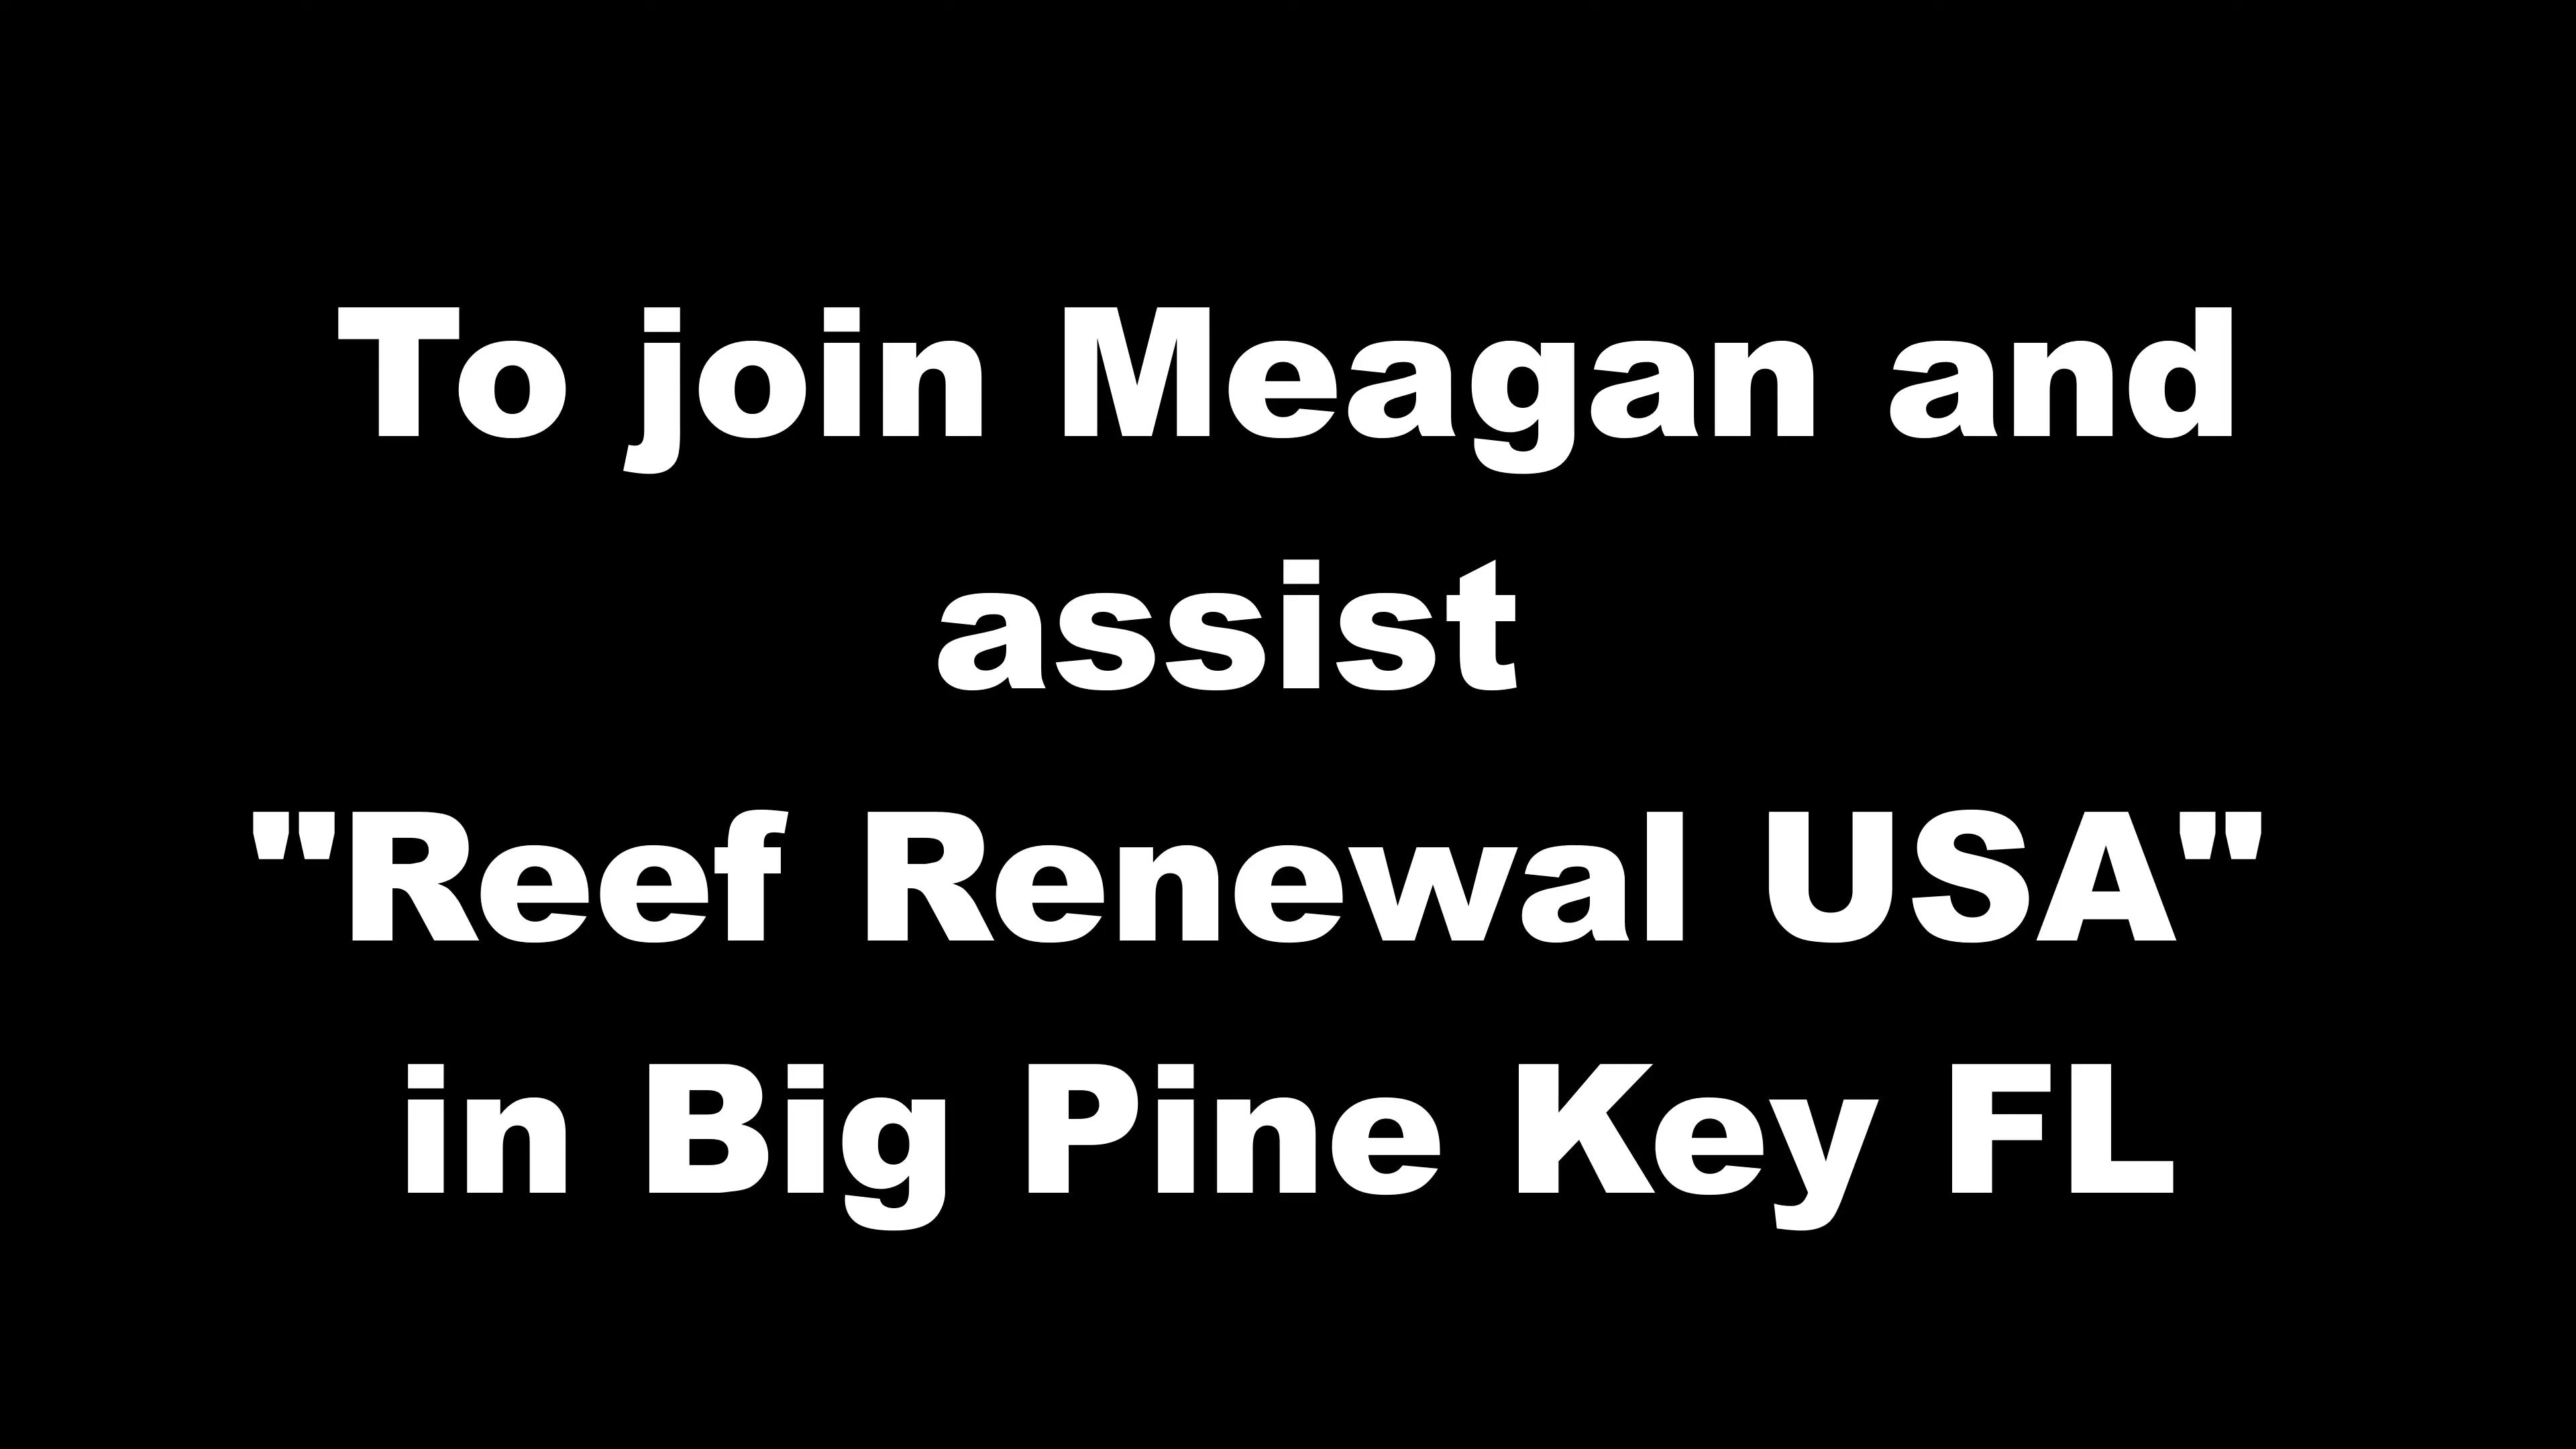 To join Meagan and
assist
"Reef Renewal USA"
in Big Pine Key FL